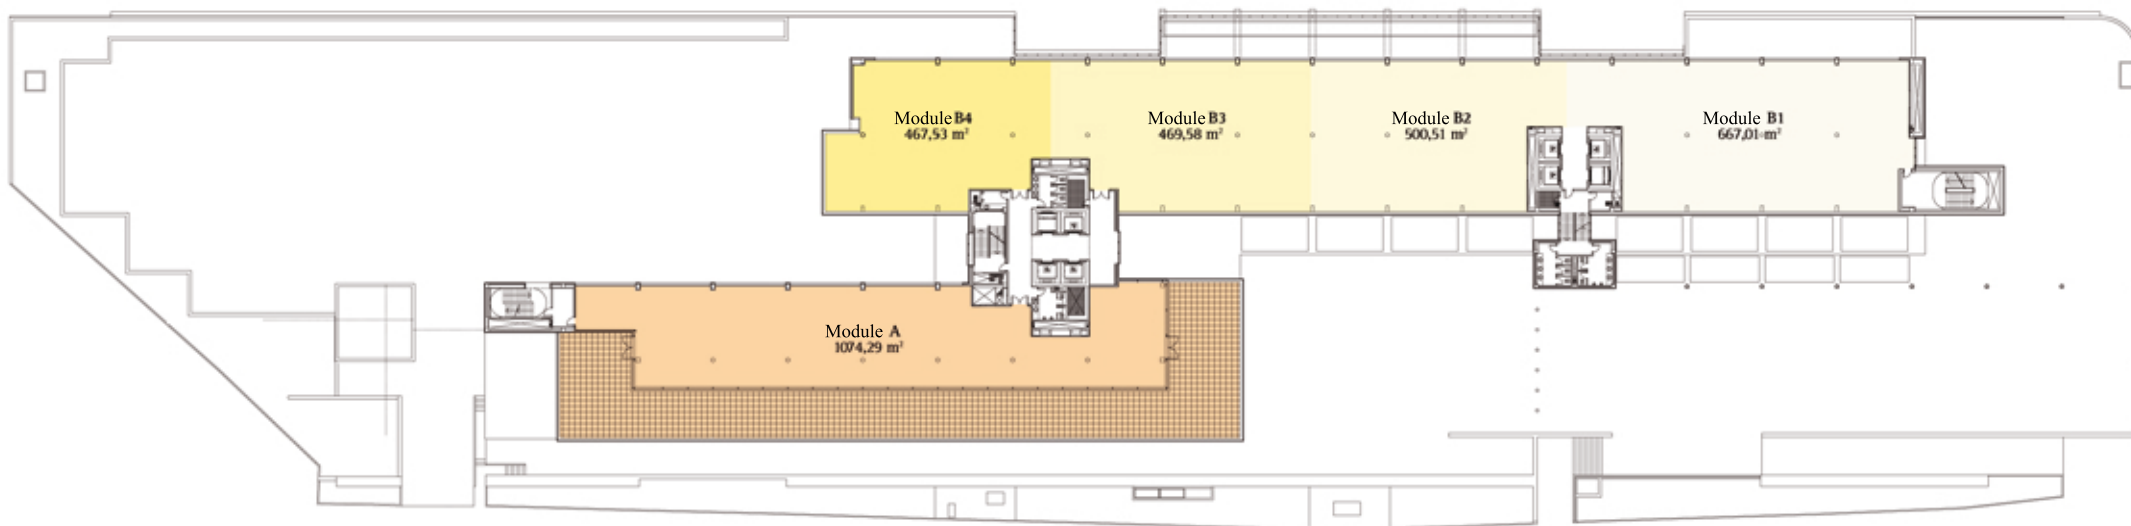 Module B4
467,53 m²
Module B3
469,58 m²
Module B2
500,51 m²
Module B1
667,01 m²
Module A
1074,29 m²